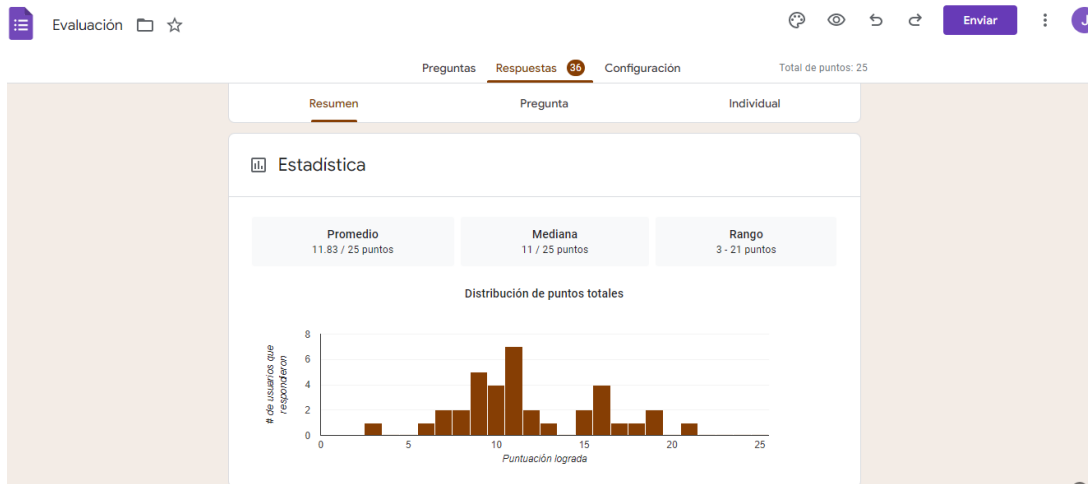 Evaluación
Enviar
J
Preguntas Respuestas 36 Configuración
Total de puntos: 25
Resumen Pregunta Individual
Estadística
Promedio
11.83 / 25 puntos
Mediana
11 / 25 puntos
Rango
3 - 21 puntos
Distribución de puntos totales
# de usuarios que
respondieron
8
6
4
2
0
0 5 10 15 20 25
Puntuación lograda